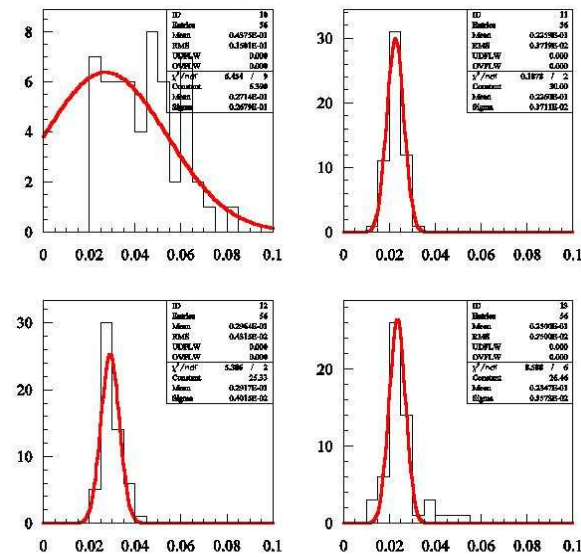 ID 10
Entries 56
Mean 0.4375E-01
RMS 0.1501E-01
UDFLW 0.000
OVFLW 0.000
χ²/ndf 6.454 / 9
Constant 6.390
Mean 0.2714E-01
Sigma 0.2679E-01
8
6
4
2
0
0 0.02 0.04 0.06 0.08 0.1
ID 11
Entries 56
Mean 0.2259E-01
RMS 0.3719E-02
UDFLW 0.000
OVFLW 0.000
χ²/ndf 0.1878 / 2
Constant 30.00
Mean 0.2260E-01
Sigma 0.3711E-02
30
20
10
0
0 0.02 0.04 0.06 0.08 0.1
ID 12
Entries 56
Mean 0.2964E-01
RMS 0.4315E-02
UDFLW 0.000
OVFLW 0.000
χ²/ndf 5.386 / 2
Constant 25.33
Mean 0.2917E-01
Sigma 0.4015E-02
30
20
10
0
0 0.02 0.04 0.06 0.08 0.1
ID 13
Entries 56
Mean 0.2500E-01
RMS 0.7500E-02
UDFLW 0.000
OVFLW 0.000
χ²/ndf 8.588 / 6
Constant 26.46
Mean 0.2347E-01
Sigma 0.3575E-02
30
20
10
0
0 0.02 0.04 0.06 0.08 0.1